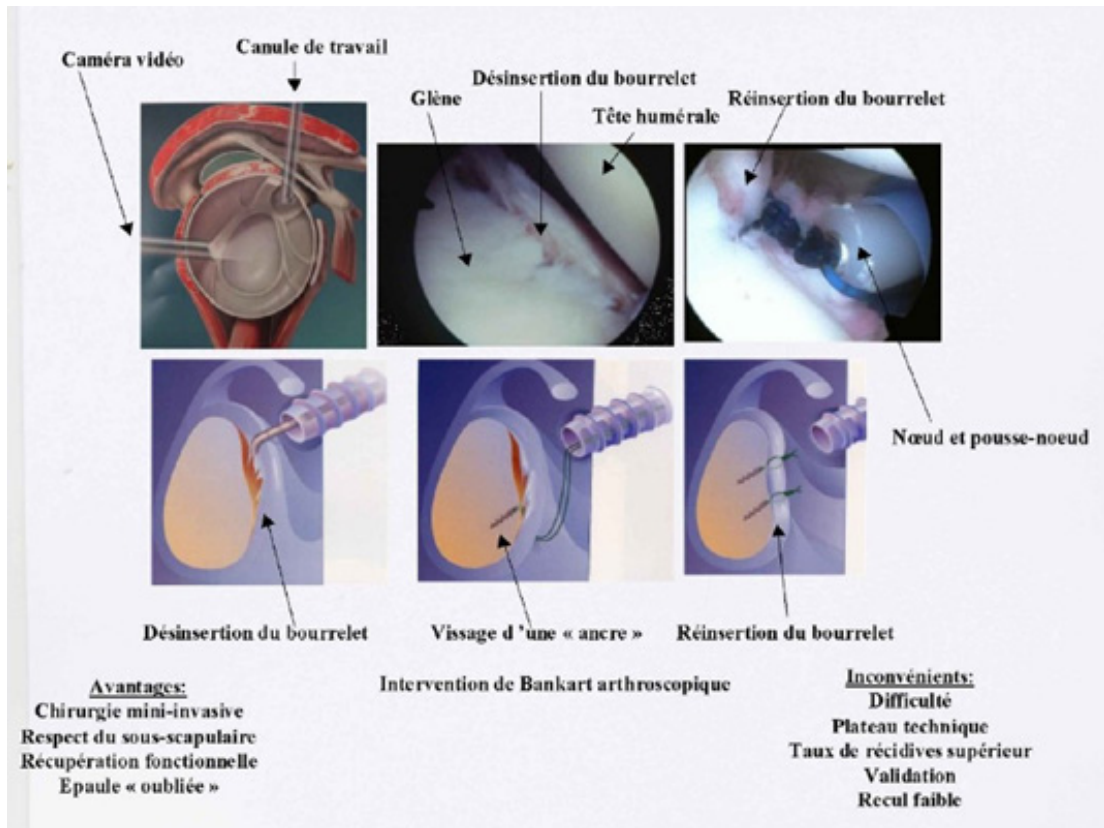 Canule de travail
Caméra vidéo
Désinsertion du bourrelet
Glène
Réinsertion du bourrelet
Tête humérale
Nœud et pousse-noeud
Désinsertion du bourrelet
Vissage d ’une « ancre »
Réinsertion du bourrelet
Intervention de Bankart arthroscopique
Avantages:
Chirurgie mini-invasive
Respect du sous-scapulaire
Récupération fonctionnelle
Epaule « oubliée »
Inconvénients:
Difficulté
Plateau technique
Taux de récidives supérieur
Validation
Recul faible